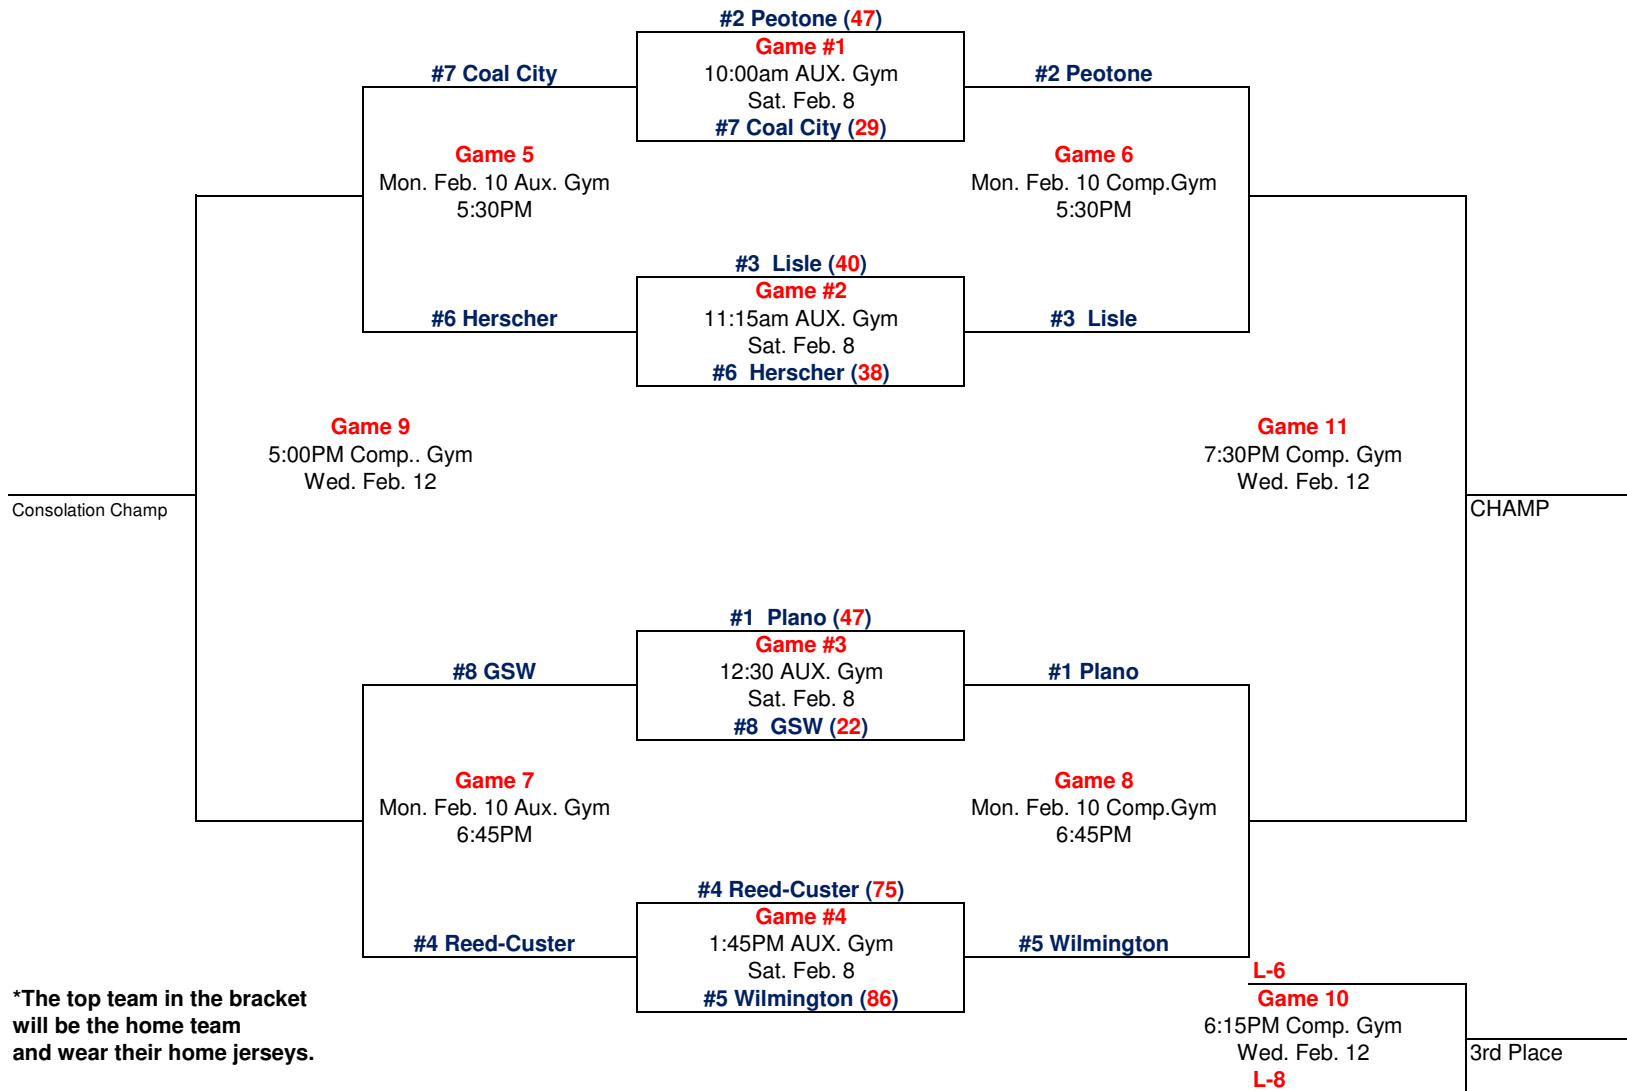 #2 Peotone (47)
Game #1
#7 Coal City
10:00am AUX. Gym
#2 Peotone
Sat. Feb. 8
#7 Coal City (29)
Game 5
Mon. Feb. 10 Aux. Gym
5:30PM
Game 6
Mon. Feb. 10 Comp.Gym
5:30PM
#3  Lisle (40)
Game #2
#6 Herscher
11:15am AUX. Gym
#3  Lisle
Sat. Feb. 8
#6  Herscher (38)
Game 9
5:00PM Comp.. Gym
Wed. Feb. 12
Game 11
7:30PM Comp. Gym
Wed. Feb. 12
Consolation Champ
CHAMP
#1  Plano (47)
Game #3
#8 GSW
12:30 AUX. Gym
#1 Plano
Sat. Feb. 8
#8  GSW (22)
Game 7
Mon. Feb. 10 Aux. Gym
6:45PM
Game 8
Mon. Feb. 10 Comp.Gym
6:45PM
#4 Reed-Custer (75)
Game #4
#4 Reed-Custer
1:45PM AUX. Gym
#5 Wilmington
Sat. Feb. 8
#5 Wilmington (86)
*The top team in the bracket
will be the home team
and wear their home jerseys.
L-6
Game 10
6:15PM Comp. Gym
Wed. Feb. 12
3rd Place
L-8